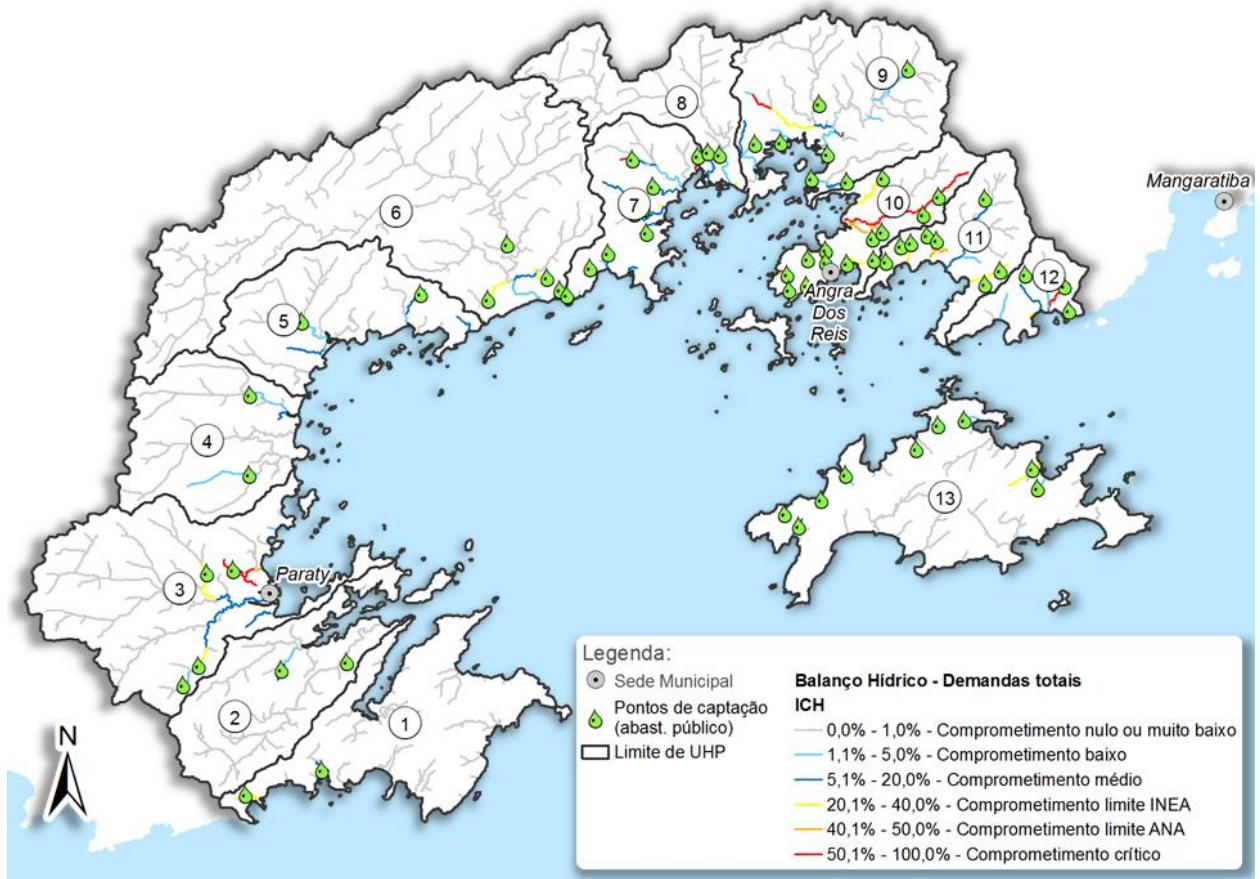 9
8
Mangaratiba
6
10
7
11
12
5
Angra
Dos
Reis
4
13
3
Paraty
2
1
N
Legenda:
Sede Municipal
Pontos de captação
(abast. público)
Limite de UHP
Balanço Hídrico - Demandas totais
ICH
0,0% - 1,0% - Comprometimento nulo ou muito baixo
1,1% - 5,0% - Comprometimento baixo
5,1% - 20,0% - Comprometimento médio
20,1% - 40,0% - Comprometimento limite INEA
40,1% - 50,0% - Comprometimento limite ANA
50,1% - 100,0% - Comprometimento crítico